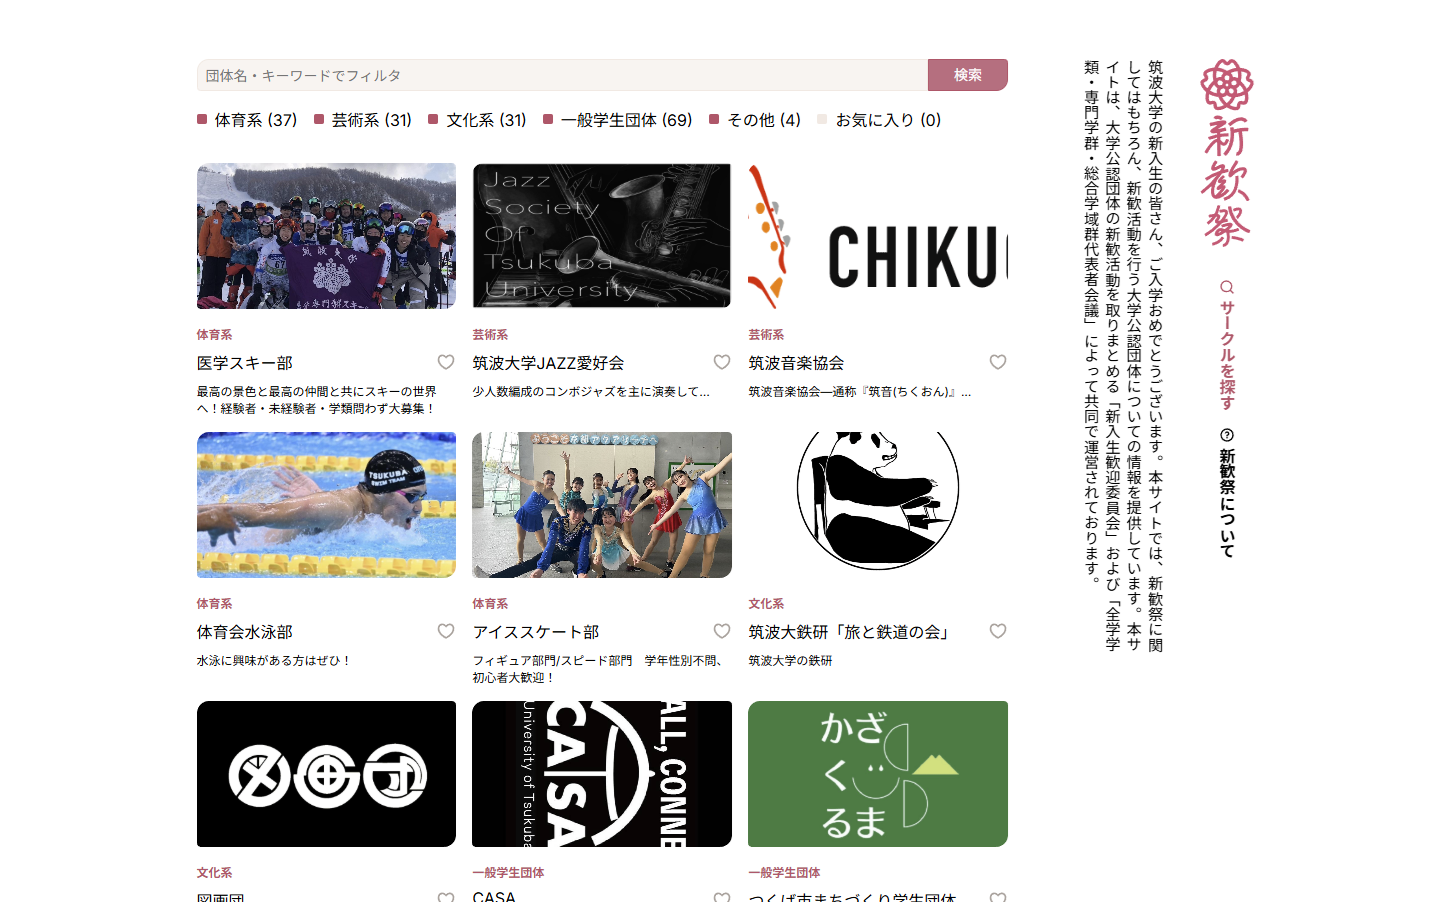 団体名・キーワードでフィルタ
検索
体育系 (37)
芸術系 (31)
文化系 (31)
一般学生団体 (69)
その他 (4)
お気に入り (0)
筑波大学
Jazz
Society
Of
Tsukuba
University
CHIKU
体育系
医学スキー部
最高の景色と最高の仲間と共にスキーの世界
へ！経験者・未経験者・学類問わず大募集！
芸術系
筑波大学JAZZ愛好会
少人数編成のコンボジャズを主に演奏して…
芸術系
筑波音楽協会
筑波音楽協会―通称『筑音(ちくおん)』…
TSUKUBA
SWIM TEAM
体育系
体育会水泳部
水泳に興味がある方はぜひ！
体育系
アイススケート部
フィギュア部門/スピード部門　学年性別不問、
初心者大歓迎！
文化系
筑波大鉄研「旅と鉄道の会」
筑波大学の鉄研
University of Tsukuba
CASA
ALL, CONNE
かざ
ぐ
るま
文化系
図画団
一般学生団体
CASA
一般学生団体
つくば市まちづくり学生団体
新歓祭
サークルを探す
新歓祭について
筑波大学の新入生の皆さん、ご入学おめでとうございます。本サイトでは、新歓祭に関
してはもちろん、新歓活動を行う大学公認団体についての情報を提供しています。本サ
イトは、大学公認団体の新歓活動を取りまとめる「新入生歓迎委員会」および「全学学
類・専門学群・総合学域群代表者会議」によって共同で運営されております。